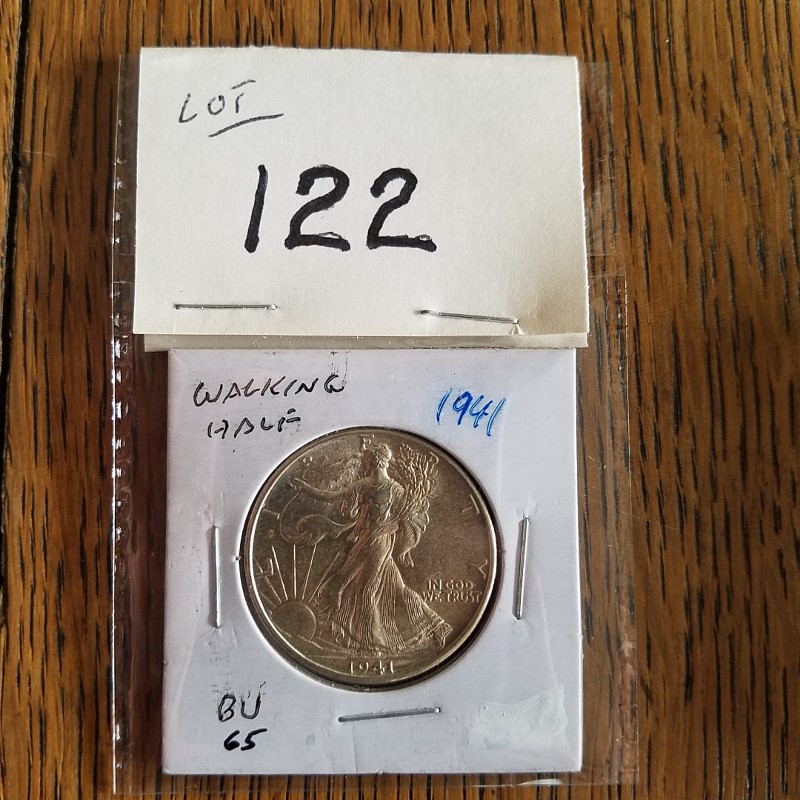 LOT
122
WALKING
HALF
1941
LIBERTY
IN GOD
WE TRUST
1941
BU
65